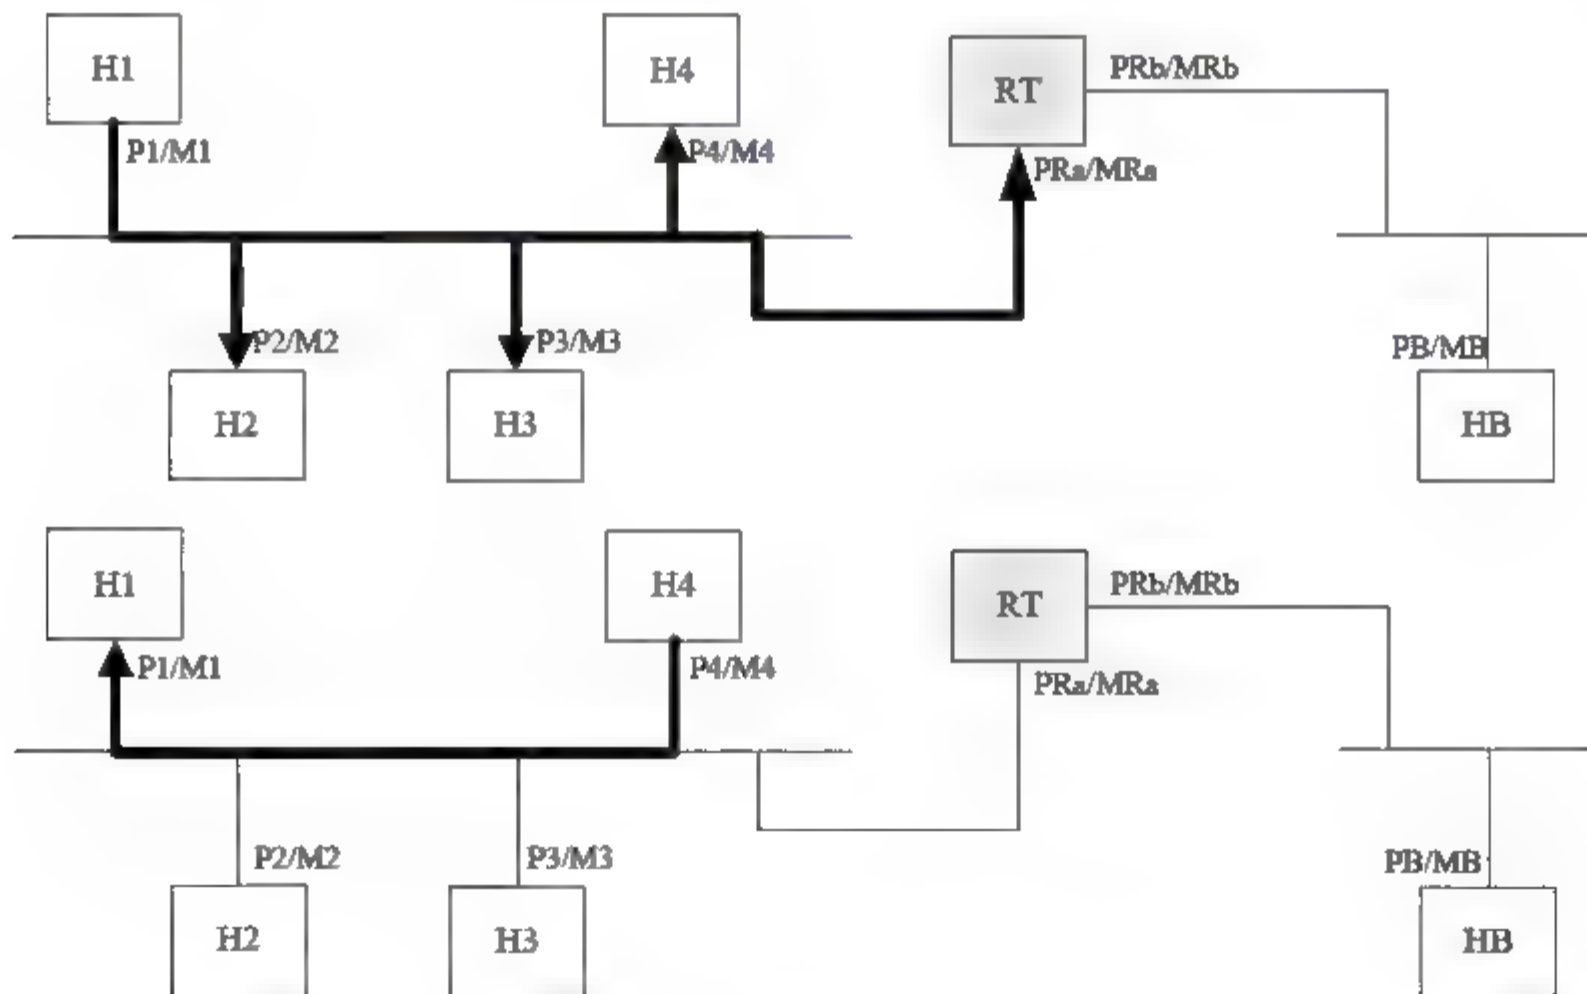 H1
H4
RT
PRb/MRb
P1/M1
P4/M4
PRa/MRa
P2/M2
P3/M3
PB/MB
H2
H3
HB
H1
H4
RT
PRb/MRb
P1/M1
P4/M4
PRa/MRa
P2/M2
P3/M3
PB/MB
H2
H3
HB